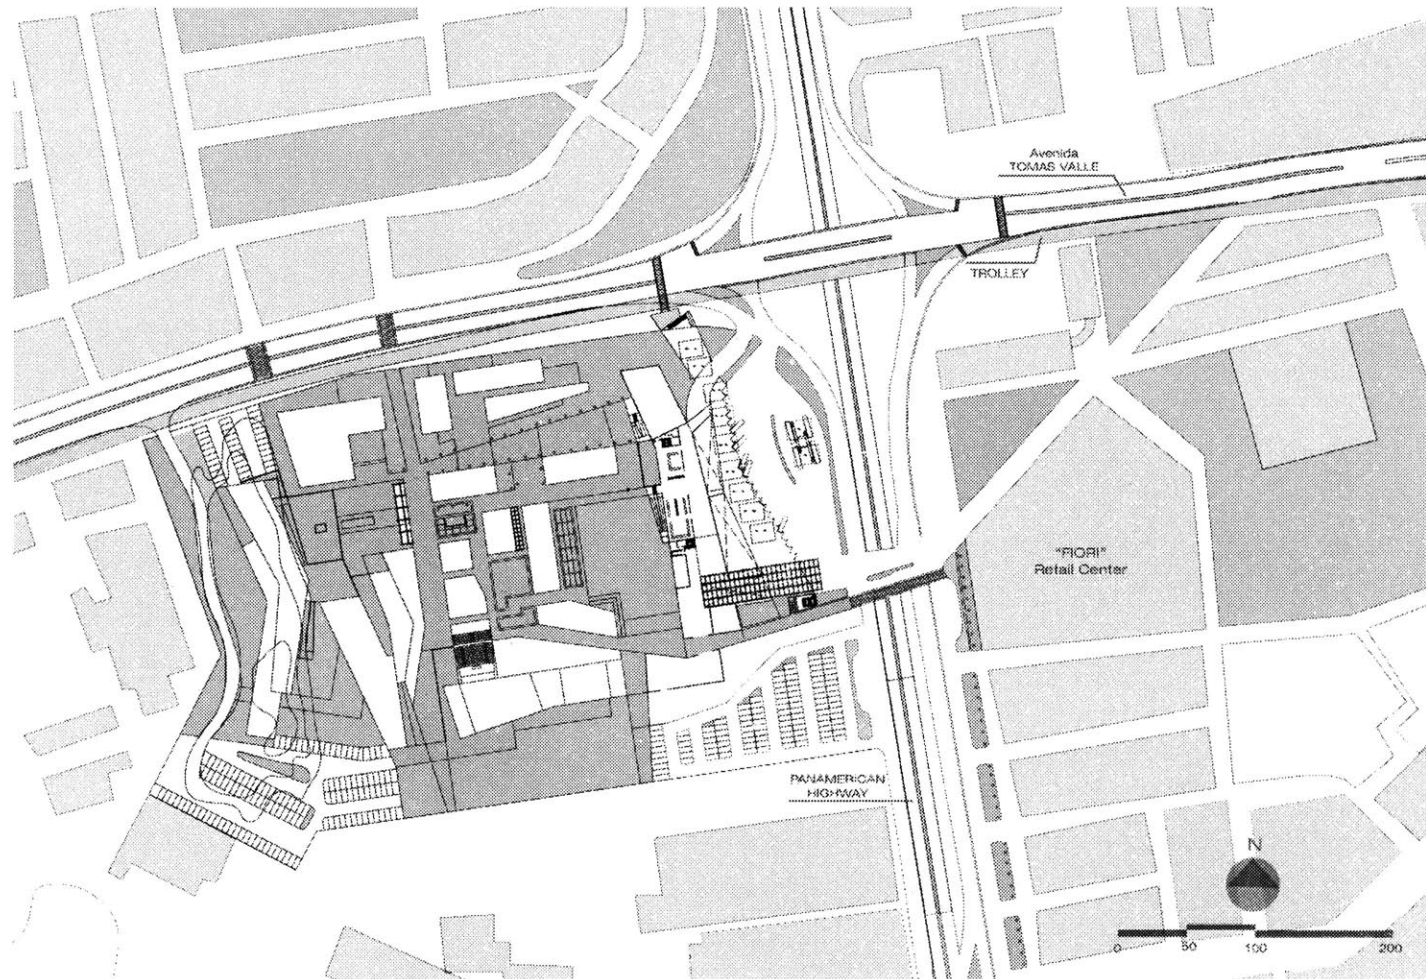 Avenida
TOMAS VALLE
TROLLEY
"FIORI"
Retail Center
PANAMERICAN
HIGHWAY
N
0 50 100 200